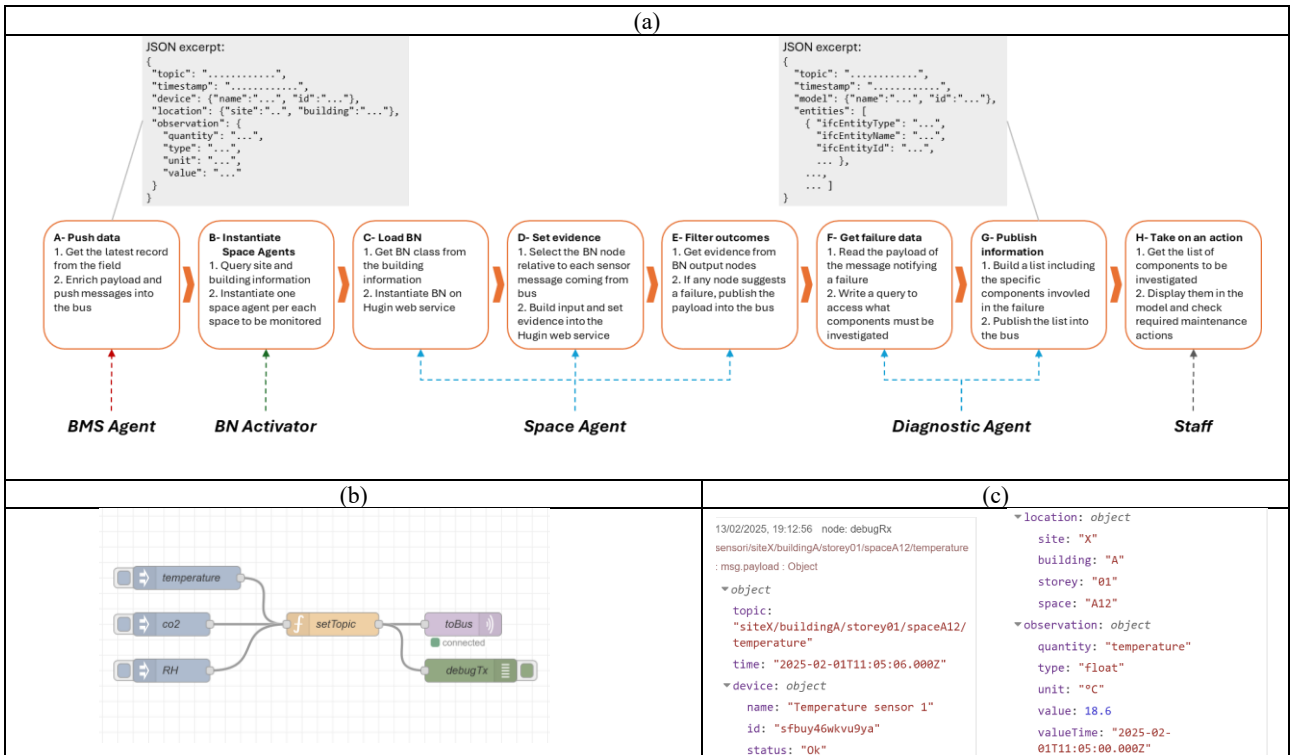 (a)
JSON excerpt:
{
"topic": "............",
"timestamp": "............",
"device": {"name":"...", "id":"..."},
"location": {"site":"..", "building":"..."},
"observation": {
"quantity": "...",
"type": "...",
"unit": "...",
"value": "..."
}
}
JSON excerpt:
{
"topic": "............",
"timestamp": "............",
"model": {"name":"...", "id":"..."},
"entities": [
{ "ifcEntityType": "...",
"ifcEntityName": "...",
"ifcEntityId": "...",
... },
...,
... ]
}
A- Push data
1. Get the latest record
from the field
2. Enrich payload and
push messages into
the bus
B- Instantiate
Space Agents
1. Query site and
building information
2. Instantiate one
space agent per each
space to be monitored
C- Load BN
1. Get BN class from
the building
information
2. Instantiate BN on
Hugin web service
D- Set evidence
1. Select the BN node
relative to each sensor
message coming from
bus
2. Build input and set
evidence into the
Hugin web service
E- Filter outcomes
1. Get evidence from
BN output nodes
2. If any node suggests
a failure, publish the
payload into the bus
F- Get failure data
1. Read the payload of
the message notifying
a failure
2. Write a query to
access what
components must be
investigated
G- Publish
information
1. Build a list including
the specific
components invovled
in the failure
2. Publish the list into
the bus
H- Take on an action
1. Get the list of
components to be
investigated
2. Display them in the
model and check
required maintenance
actions
BMS Agent
BN Activator
Space Agent
Diagnostic Agent
Staff
(b)
temperature
co2
RH
f
setTopic
toBus
connected
debugTx
(c)
13/02/2025, 19:12:56 node: debugRx
sensori/siteX/buildingA/storey01/spaceA12/temperature
: msg.payload : Object
object
topic:
"siteX/buildingA/storey01/spaceA12/
temperature"
time: "2025-02-01T11:05:06.000Z"
device: object
name: "Temperature sensor 1"
id: "sfbuy46wkvu9ya"
status: "Ok"
location: object
site: "X"
building: "A"
storey: "01"
space: "A12"
observation: object
quantity: "temperature"
type: "float"
unit: "°C"
value: 18.6
valueTime: "2025-02-
01T11:05:00.000Z"